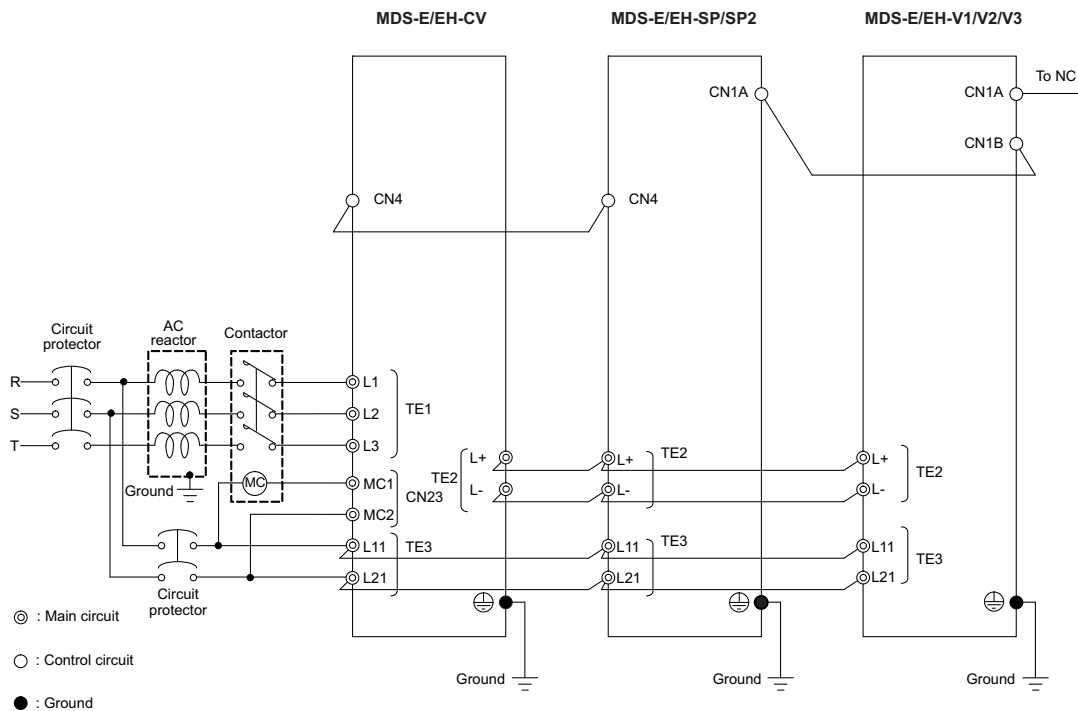 MDS-E/EH-CV
MDS-E/EH-SP/SP2
MDS-E/EH-V1/V2/V3
To NC
CN1A
CN1A
CN1B
CN4
CN4
Circuit
protector
AC
reactor
Contactor
R
S
T
L1
L2
L3
TE1
Ground
MC
MC1
MC2
CN23
L+
L-
TE2
L+
L-
TE2
L+
L-
TE2
L11
L21
TE3
L11
L21
TE3
L11
L21
TE3
Circuit
protector
: Main circuit
: Control circuit
: Ground
Ground
Ground
Ground